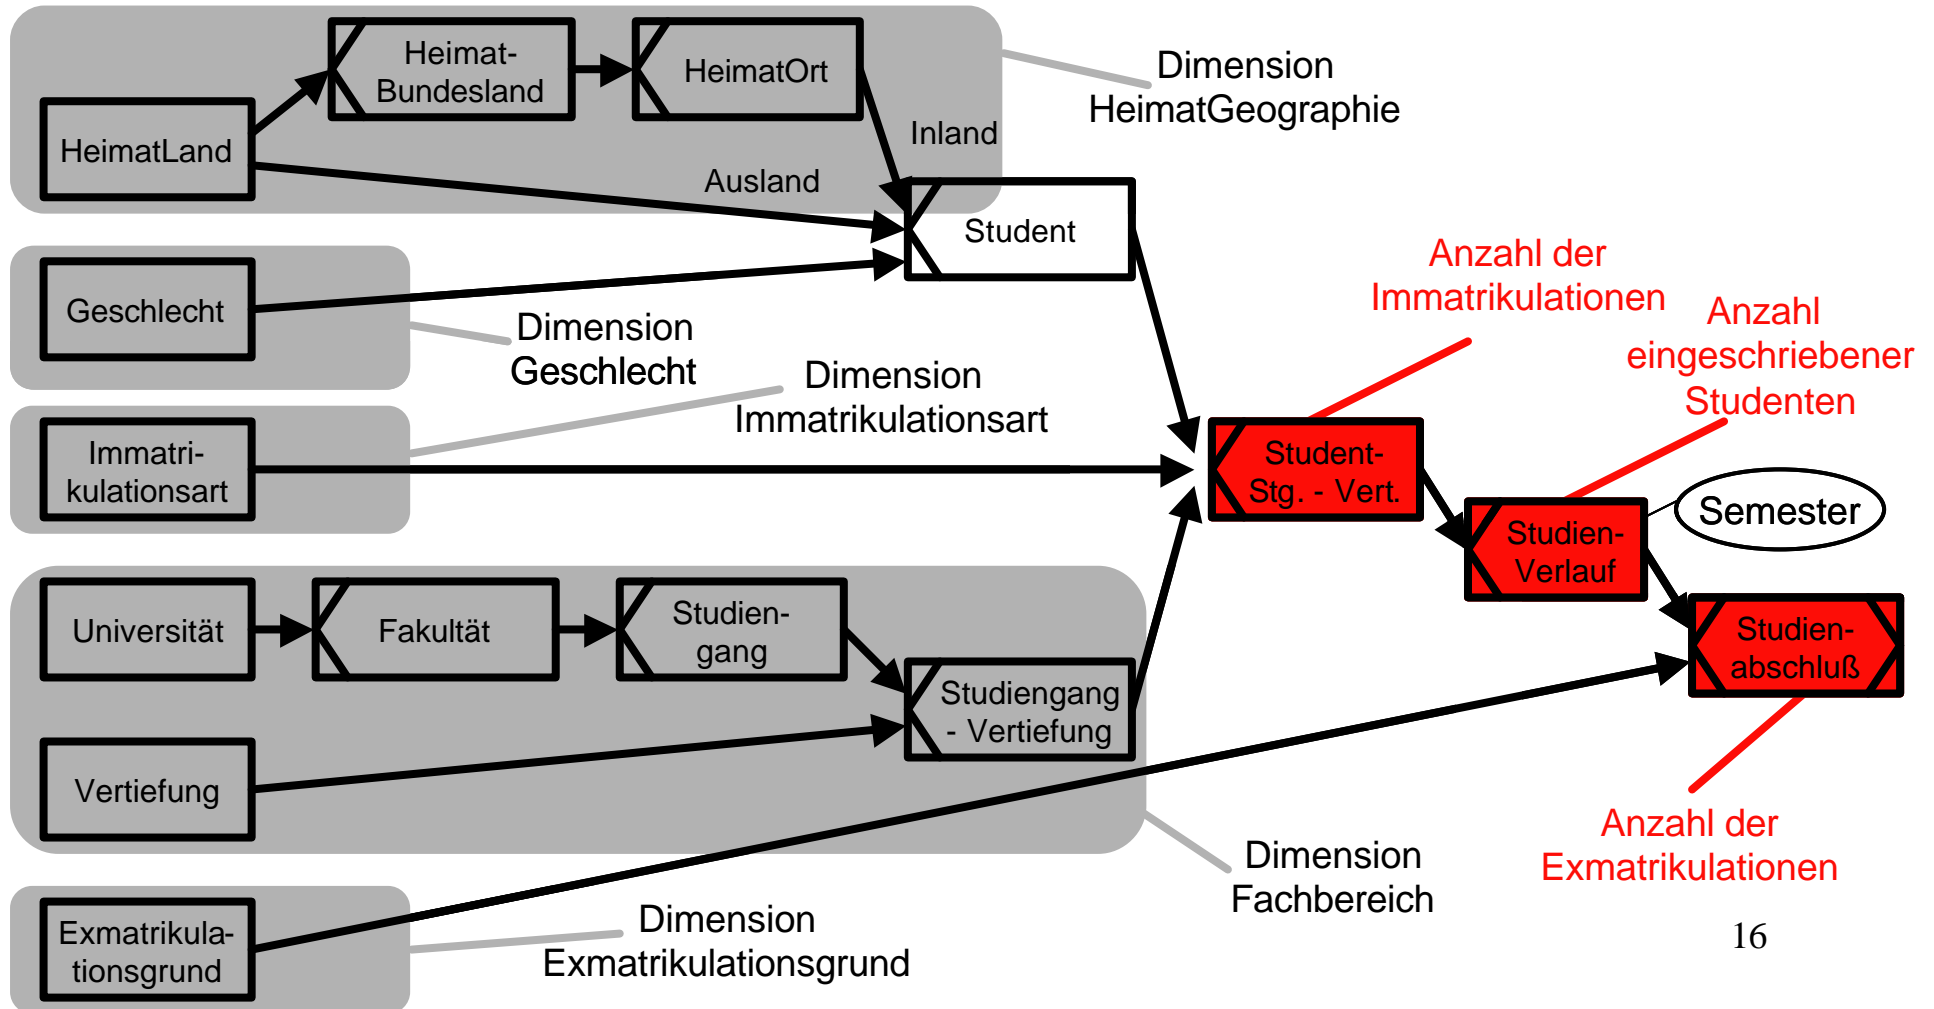 Heimat-
Bundesland
HeimatOrt
HeimatLand
Inland
Ausland
Dimension
HeimatGeographie
Student
Geschlecht
Dimension
Geschlecht
Anzahl der
Immatrikulationen
Anzahl
eingeschriebener
Studenten
Dimension
Immatrikulationsart
Immatri-
kulationsart
Student-
Stg. - Vert.
Semester
Studien-
Verlauf
Universität
Fakultät
Studien-
gang
Studiengang
- Vertiefung
Studien-
abschluß
Vertiefung
Dimension
Fachbereich
Anzahl der
Exmatrikulationen
Exmatrikula-
tionsgrund
Dimension
Exmatrikulationsgrund
16